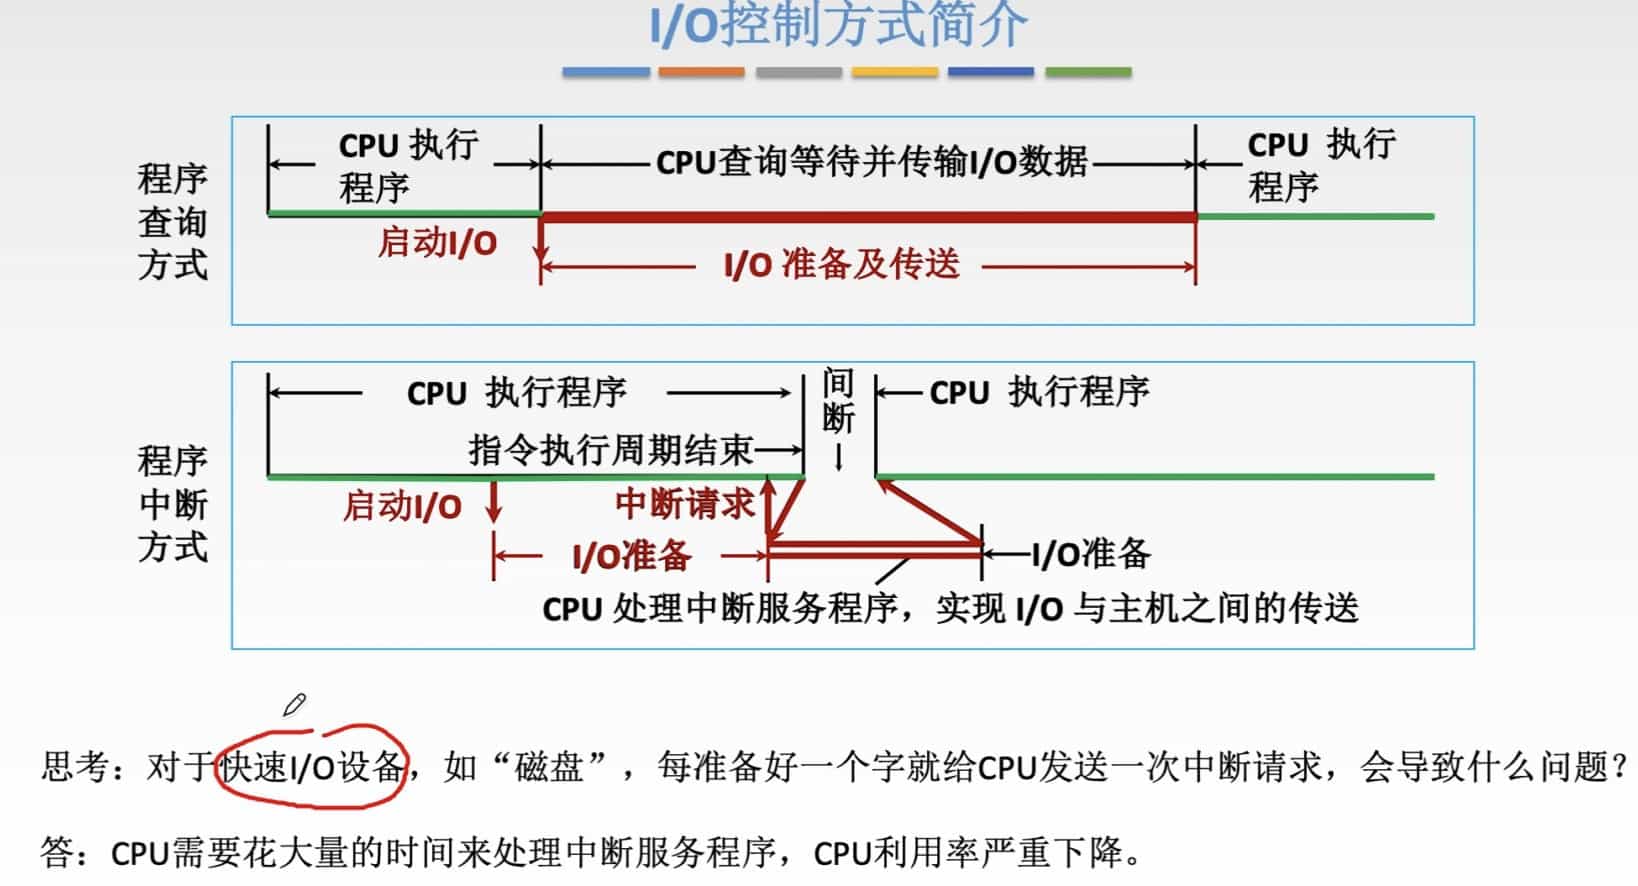 I/O控制方式简介
程序
查询
方式
CPU 执行
程序
CPU查询等待并传输I/O数据
CPU 执行
程序
启动I/O
I/O 准备及传送
程序
中断
方式
CPU 执行程序
间
断
CPU 执行程序
指令执行周期结束
启动I/O
中断请求
I/O准备
I/O准备
CPU 处理中断服务程序，实现 I/O 与主机之间的传送
思考：对于快速I/O设备，如“磁盘”，每准备好一个字就给CPU发送一次中断请求，会导致什么问题？
答：CPU需要花大量的时间来处理中断服务程序，CPU利用率严重下降。